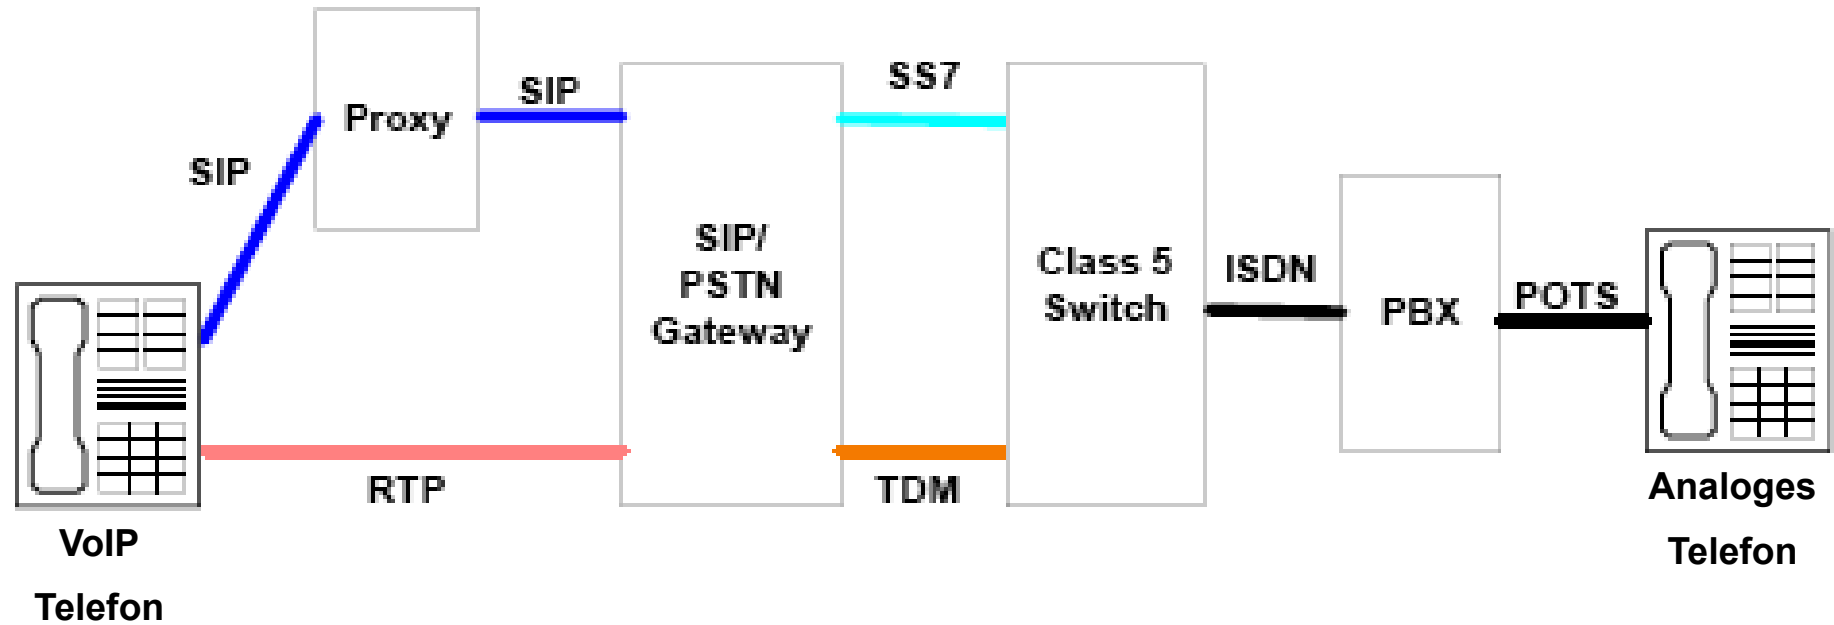 SIP
Proxy
SIP
SS7
SIP/
PSTN
Gateway
Class 5
Switch
ISDN
PBX
POTS
RTP
TDM
VoIP
Telefon
Analoges
Telefon